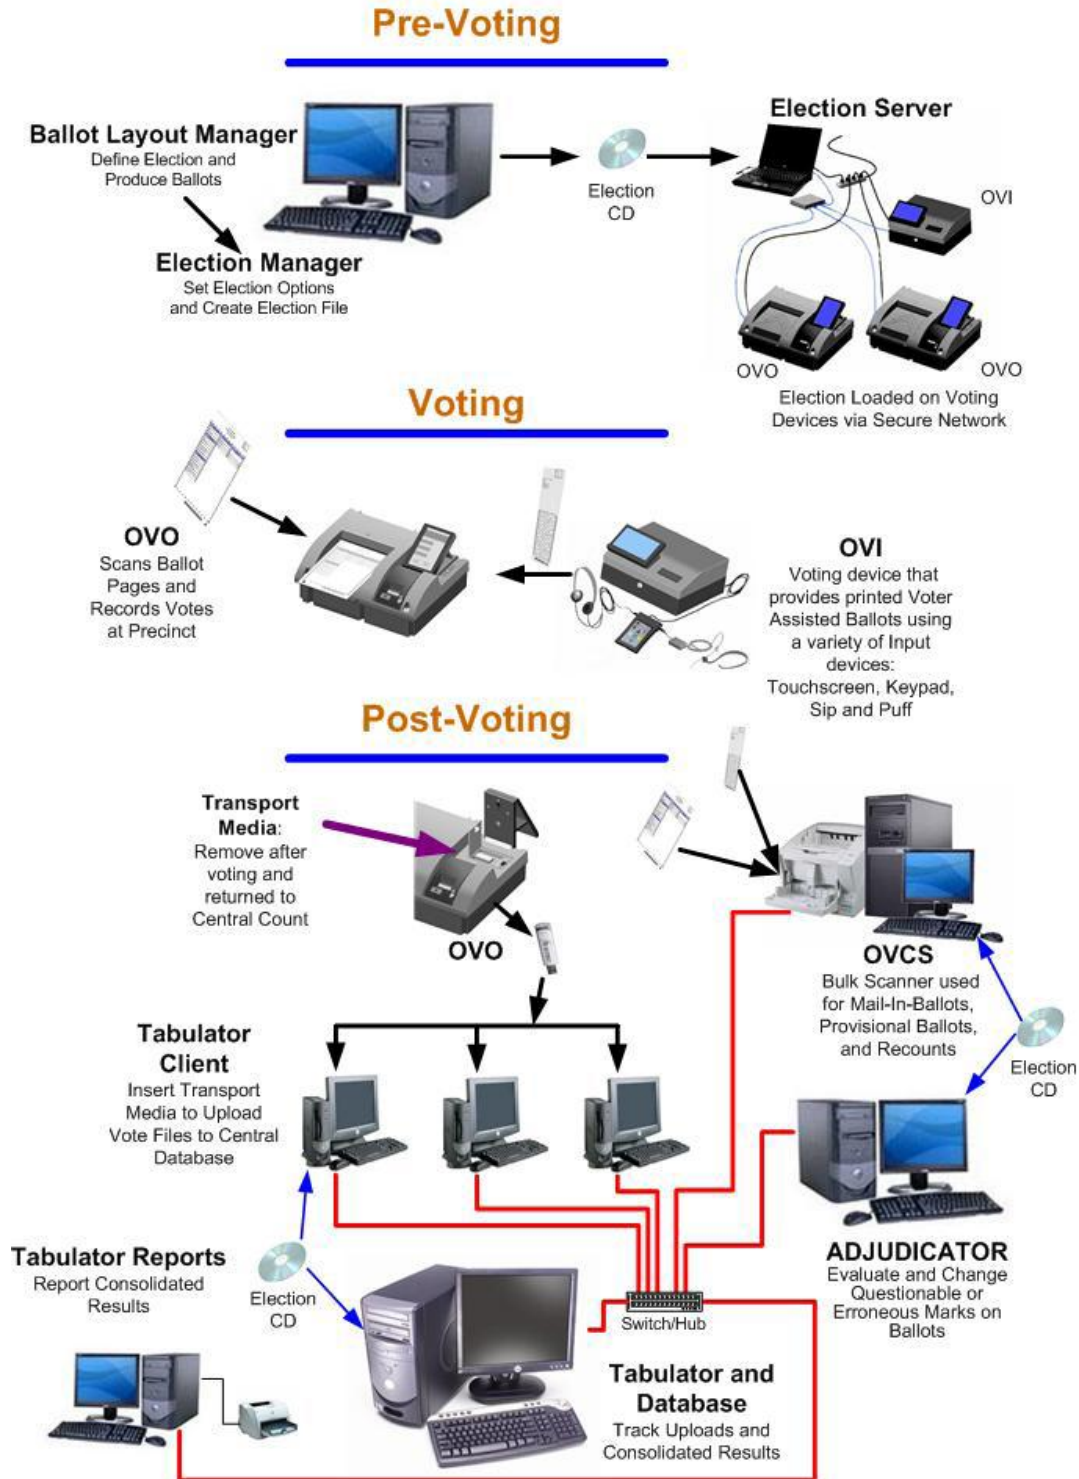 Pre-Voting
Ballot Layout Manager
Define Election and
Produce Ballots
Election Manager
Set Election Options
and Create Election File
Election
CD
Election Server
OVI
OVO
OVO
Election Loaded on Voting
Devices via Secure Network
Voting
OVO
Scans Ballot
Pages and
Records Votes
at Precinct
OVI
Voting device that
provides printed Voter
Assisted Ballots using
a variety of Input
devices:
Touchscreen, Keypad,
Sip and Puff
Post-Voting
Transport
Media:
Remove after
voting and
returned to
Central Count
OVO
OVCS
Bulk Scanner used
for Mail-In-Ballots,
Provisional Ballots,
and Recounts
Election
CD
Tabulator
Client
Insert Transport
Media to Upload
Vote Files to Central
Database
ADJUDICATOR
Evaluate and Change
Questionable or
Erroneous Marks on
Ballots
Tabulator Reports
Report Consolidated
Results
Election
CD
Switch/Hub
Tabulator and
Database
Track Uploads and
Consolidated Results